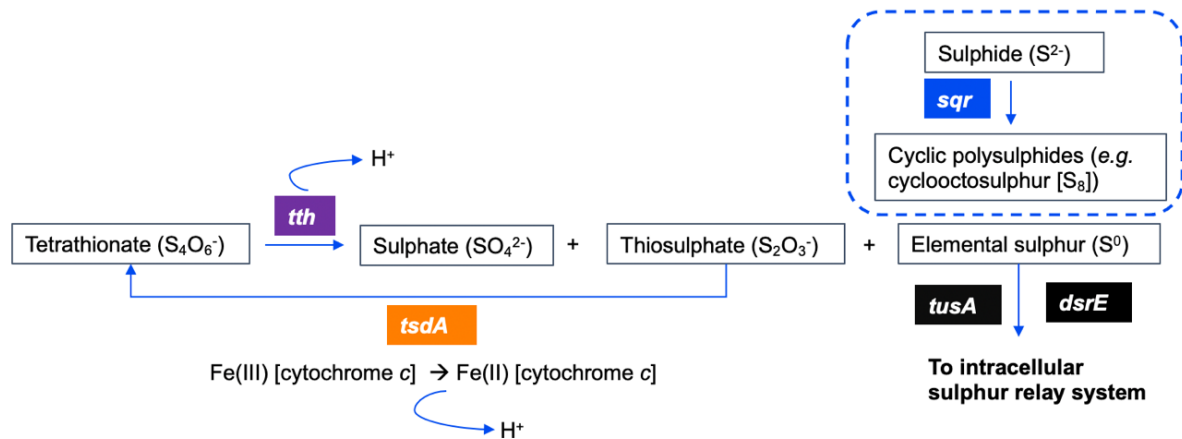 Sulphide (S²⁻)
sqr
Cyclic polysulphides (e.g.
cyclooctosulphur [S₈])
H⁺
tth
Tetrathionate (S₄O₆⁻)
Sulphate (SO₄²⁻)
+
Thiosulphate (S₂O₃⁻)
+
Elemental sulphur (S⁰)
tsdA
tusA
dsrE
Fe(III) [cytochrome c] → Fe(II) [cytochrome c]
H⁺
To intracellular
sulphur relay system